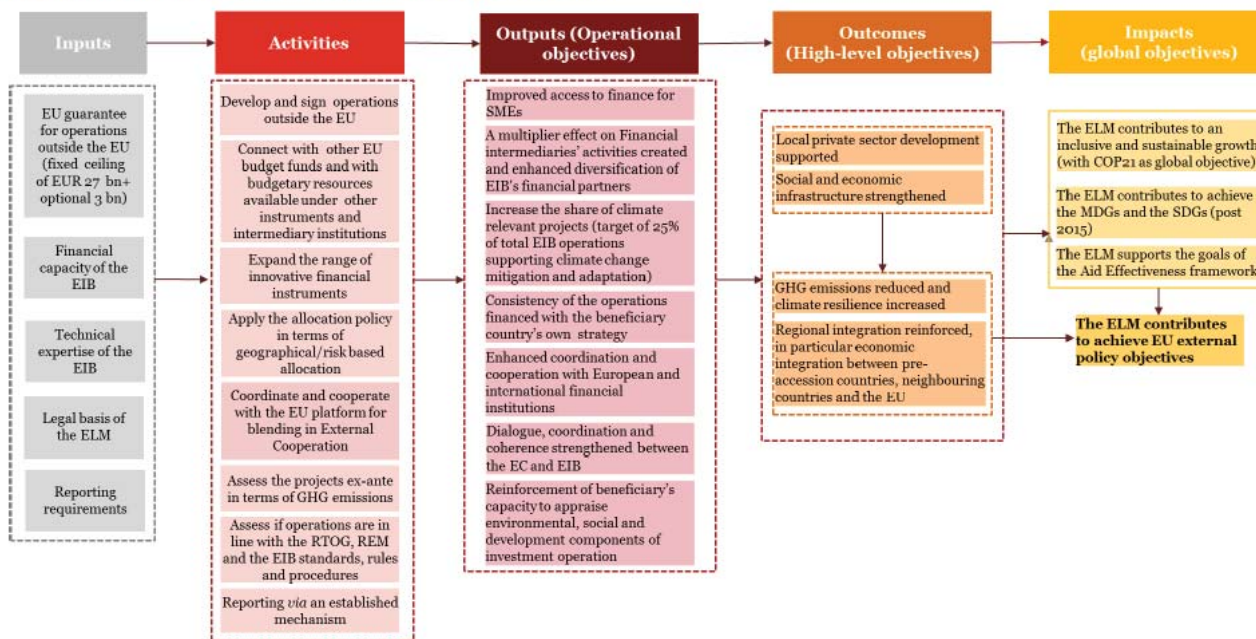 Inputs
Activities
Outputs (Operational
objectives)
Outcomes
(High-level objectives)
Impacts
(global objectives)
EU guarantee
for operations
outside the EU
(fixed ceiling
of EUR 27 bn+
optional 3 bn)
Financial
capacity of the
EIB
Technical
expertise of the
EIB
Legal basis of
the ELM
Reporting
requirements
Develop and sign operations
outside the EU
Connect with other EU
budget funds and with
budgetary resources
available under other
instruments and
intermediary institutions
Expand the range of
innovative financial
instruments
Apply the allocation policy in
terms of
geographical/risk based
allocation
Coordinate and cooperate
with the EU platform for
blending in External
Cooperation
Assess the projects ex-ante
in terms of GHG emissions
Assess if operations are in
line with the RTOG, REM
and the EIB standards, rules
and procedures
Reporting via an established
mechanism
Improved access to finance for
SMEs
A multiplier effect on Financial
intermediaries' activities created
and enhanced diversification of
EIB's financial partners
Increase the share of climate
relevant projects (target of 25%
of total EIB operations
supporting climate change
mitigation and adaptation)
Consistency of the operations
financed with the beneficiary
country's own strategy
Enhanced coordination and
cooperation with European and
international financial
institutions
Dialogue, coordination and
coherence strengthened between
the EC and EIB
Reinforcement of beneficiary's
capacity to appraise
environmental, social and
development components of
investment operation
Local private sector development
supported
Social and economic
infrastructure strengthened
GHG emissions reduced and
climate resilience increased
Regional integration reinforced,
in particular economic
integration between pre-
accession countries, neighbouring
countries and the EU
The ELM contributes to an
inclusive and sustainable growth
(with COP21 as global objective)
The ELM contributes to achieve
the MDGs and the SDGs (post
2015)
The ELM supports the goals of
the Aid Effectiveness framework
The ELM contributes
to achieve EU external
policy objectives